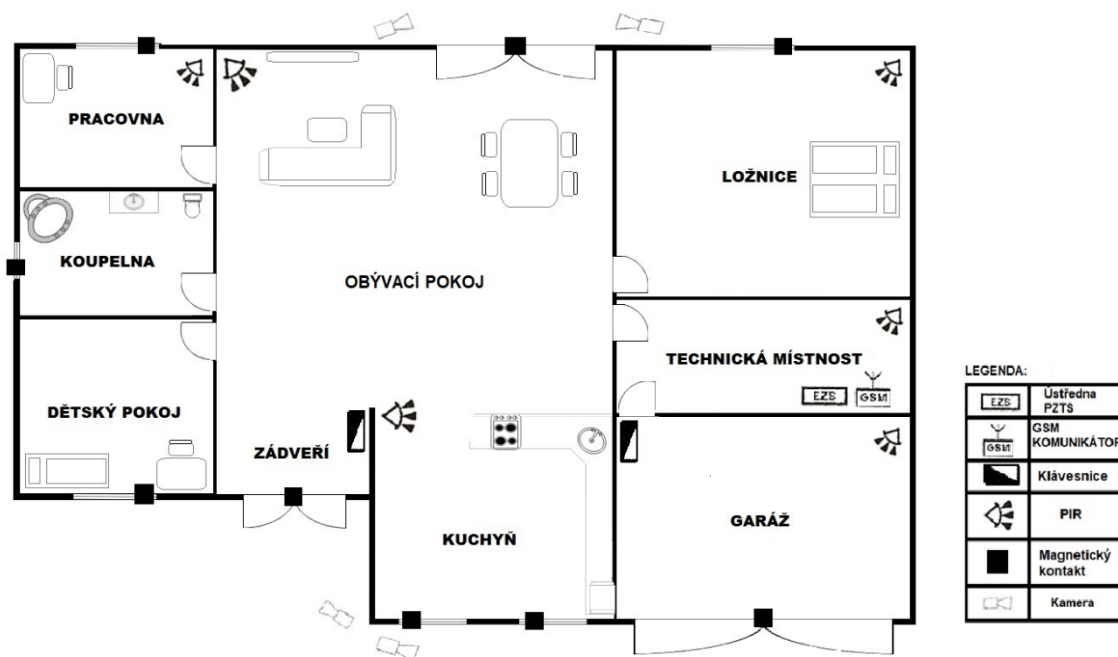 PRACOVNA
LOŽNICE
KOUPELNA
OBÝVACÍ POKOJ
TECHNICKÁ MÍSTNOST
EZS
GSM
DĚTSKÝ POKOJ
ZÁDVEŘÍ
KUCHYŇ
GARÁŽ
LEGENDA:
EZS
Ústředna
PZTS
GSM
GSM
KOMUNIKÁTOR
Klávesnice
PIR
Magnetický
kontakt
Kamera